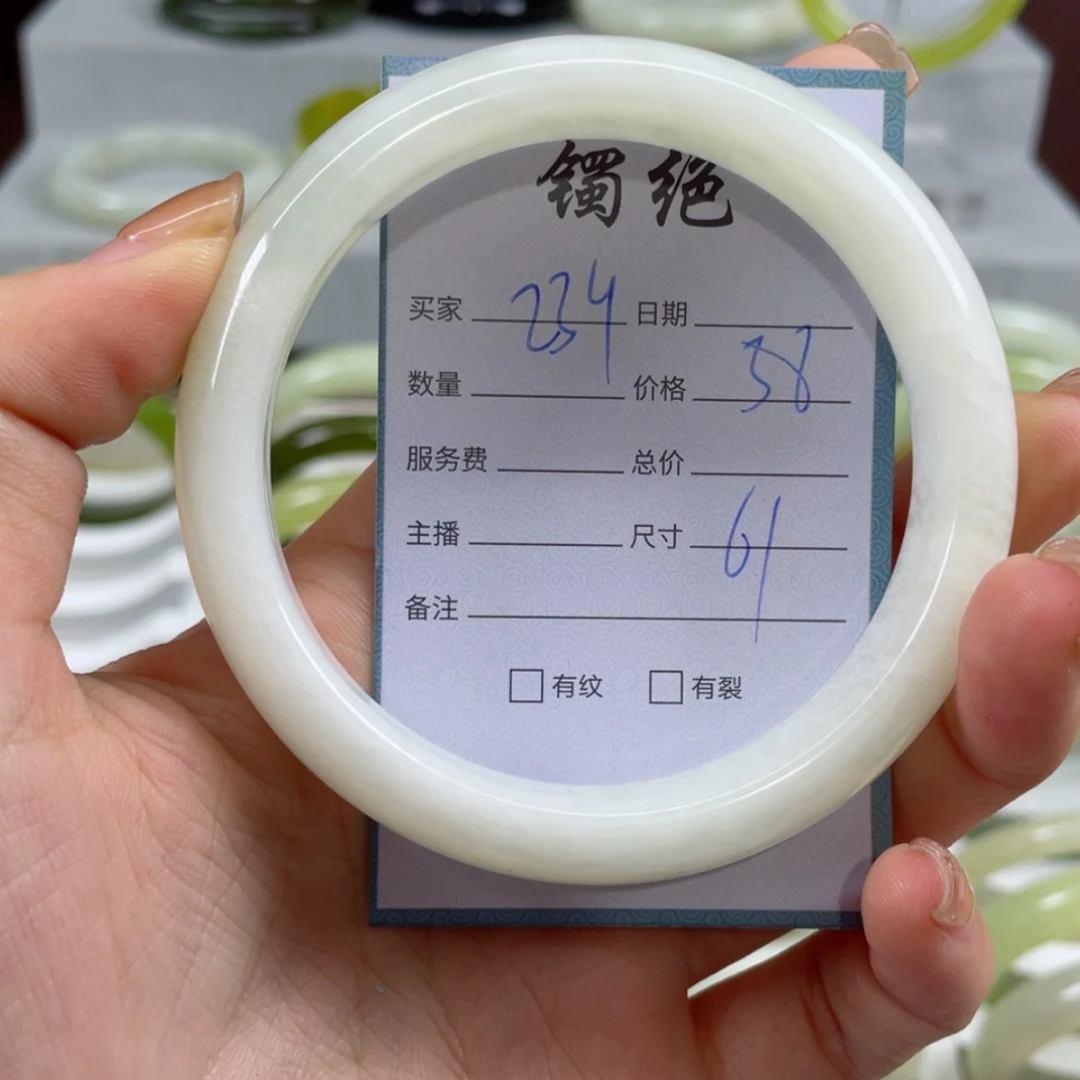 镯绝
买家 234 日期
数量 价格 38
服务费 总价
主播 尺寸 61
备注
□有纹 □有裂